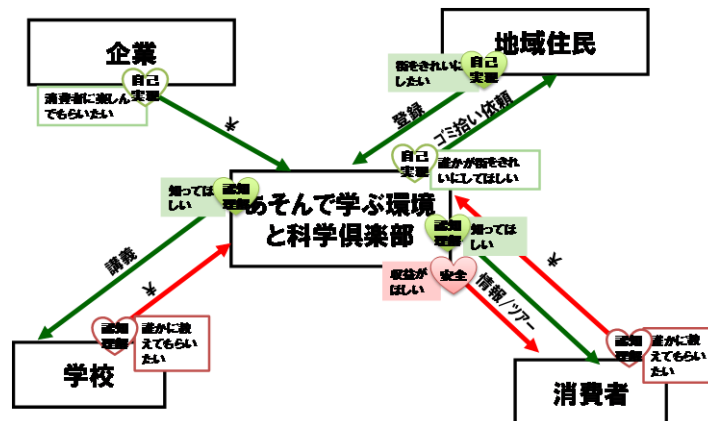 企業
自己
実現
消費者に楽しん
でもらいたい
地域住民
街をきれいに
したい
自己
実現
登録
ゴミ拾い依頼
自己
実現
誰かが街をきれ
いにしてほしい
知ってほ
しい
認知
理解
あそんで学ぶ環境
と科学倶楽部
認知
理解
知ってほ
しい
収益が
ほしい
安全
講義
情報/ツアー
認知
理解
誰かに教
えてもらい
たい
学校
認知
理解
誰かに教
えてもらい
たい
消費者